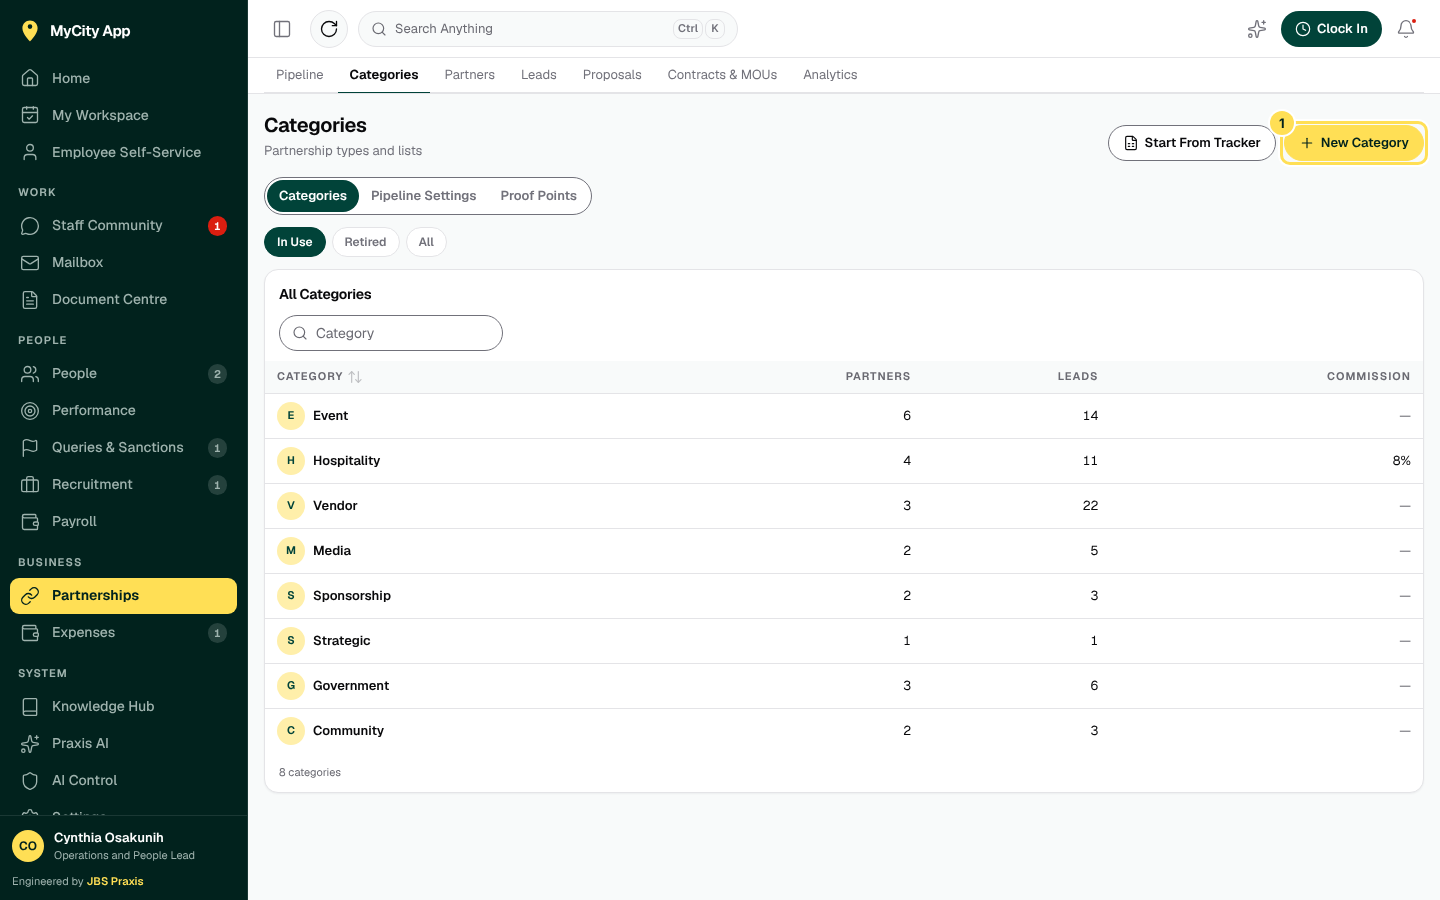 MyCity App
Home
My Workspace
Employee Self-Service
WORK
Staff Community 1
Mailbox
Document Centre
PEOPLE
People 2
Performance
Queries & Sanctions 1
Recruitment 1
Payroll
BUSINESS
Partnerships
Expenses 1
SYSTEM
Knowledge Hub
Praxis AI
AI Control
Settings
CO Cynthia Osakunih
Operations and People Lead
Engineered by JBS Praxis
Search Anything Ctrl K
Clock In
Pipeline Categories Partners Leads Proposals Contracts & MOUs Analytics
Categories
Partnership types and lists
Start From Tracker
1
New Category
Categories Pipeline Settings Proof Points
In Use Retired All
All Categories
Category
CATEGORY PARTNERS LEADS COMMISSION
E Event 6 14 —
H Hospitality 4 11 8%
V Vendor 3 22 —
M Media 2 5 —
S Sponsorship 2 3 —
S Strategic 1 1 —
G Government 3 6 —
C Community 2 3 —
8 categories